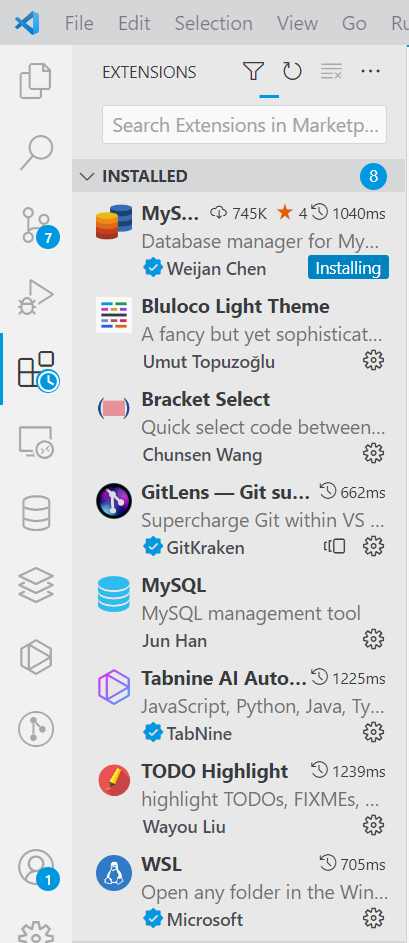 File Edit Selection View Go Ru
EXTENSIONS
Search Extensions in Marketp...
INSTALLED 8
MyS... 745K 4 1040ms
Database manager for My...
Weijan Chen Installing
Bluloco Light Theme
A fancy but yet sophisticat...
Umut Topuzoğlu
Bracket Select
Quick select code between...
Chunsen Wang
GitLens — Git su... 662ms
Supercharge Git within VS ...
GitKraken
MySQL
MySQL management tool
Jun Han
Tabnine AI Auto... 1225ms
JavaScript, Python, Java, Ty...
TabNine
TODO Highlight 1239ms
highlight TODOs, FIXMEs, ...
Wayou Liu
WSL 705ms
Open any folder in the Win...
Microsoft
7
1